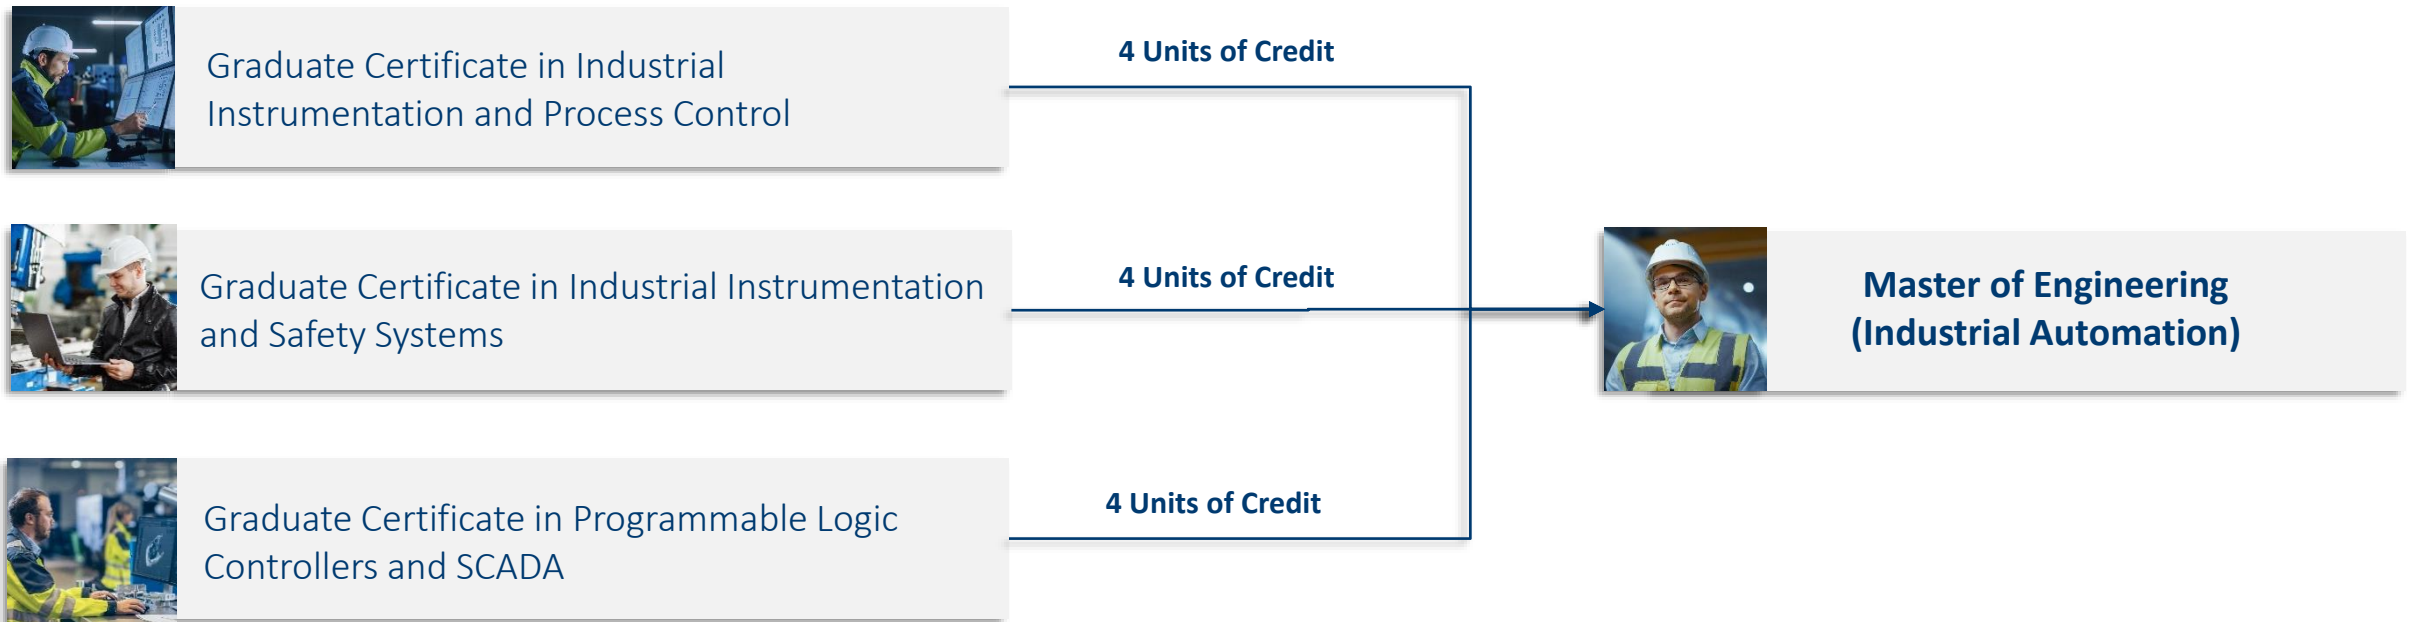 Graduate Certificate in Industrial
Instrumentation and Process Control
4 Units of Credit
Graduate Certificate in Industrial Instrumentation
and Safety Systems
4 Units of Credit
Graduate Certificate in Programmable Logic
Controllers and SCADA
4 Units of Credit
Master of Engineering
(Industrial Automation)